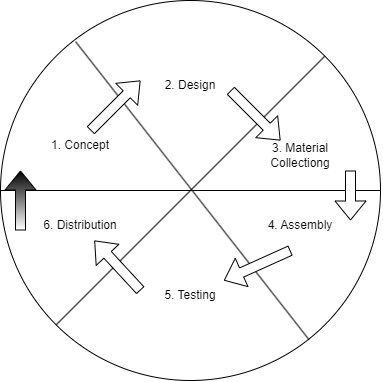 1. Concept
2. Design
3. Material
Collectiong
4. Assembly
5. Testing
6. Distribution